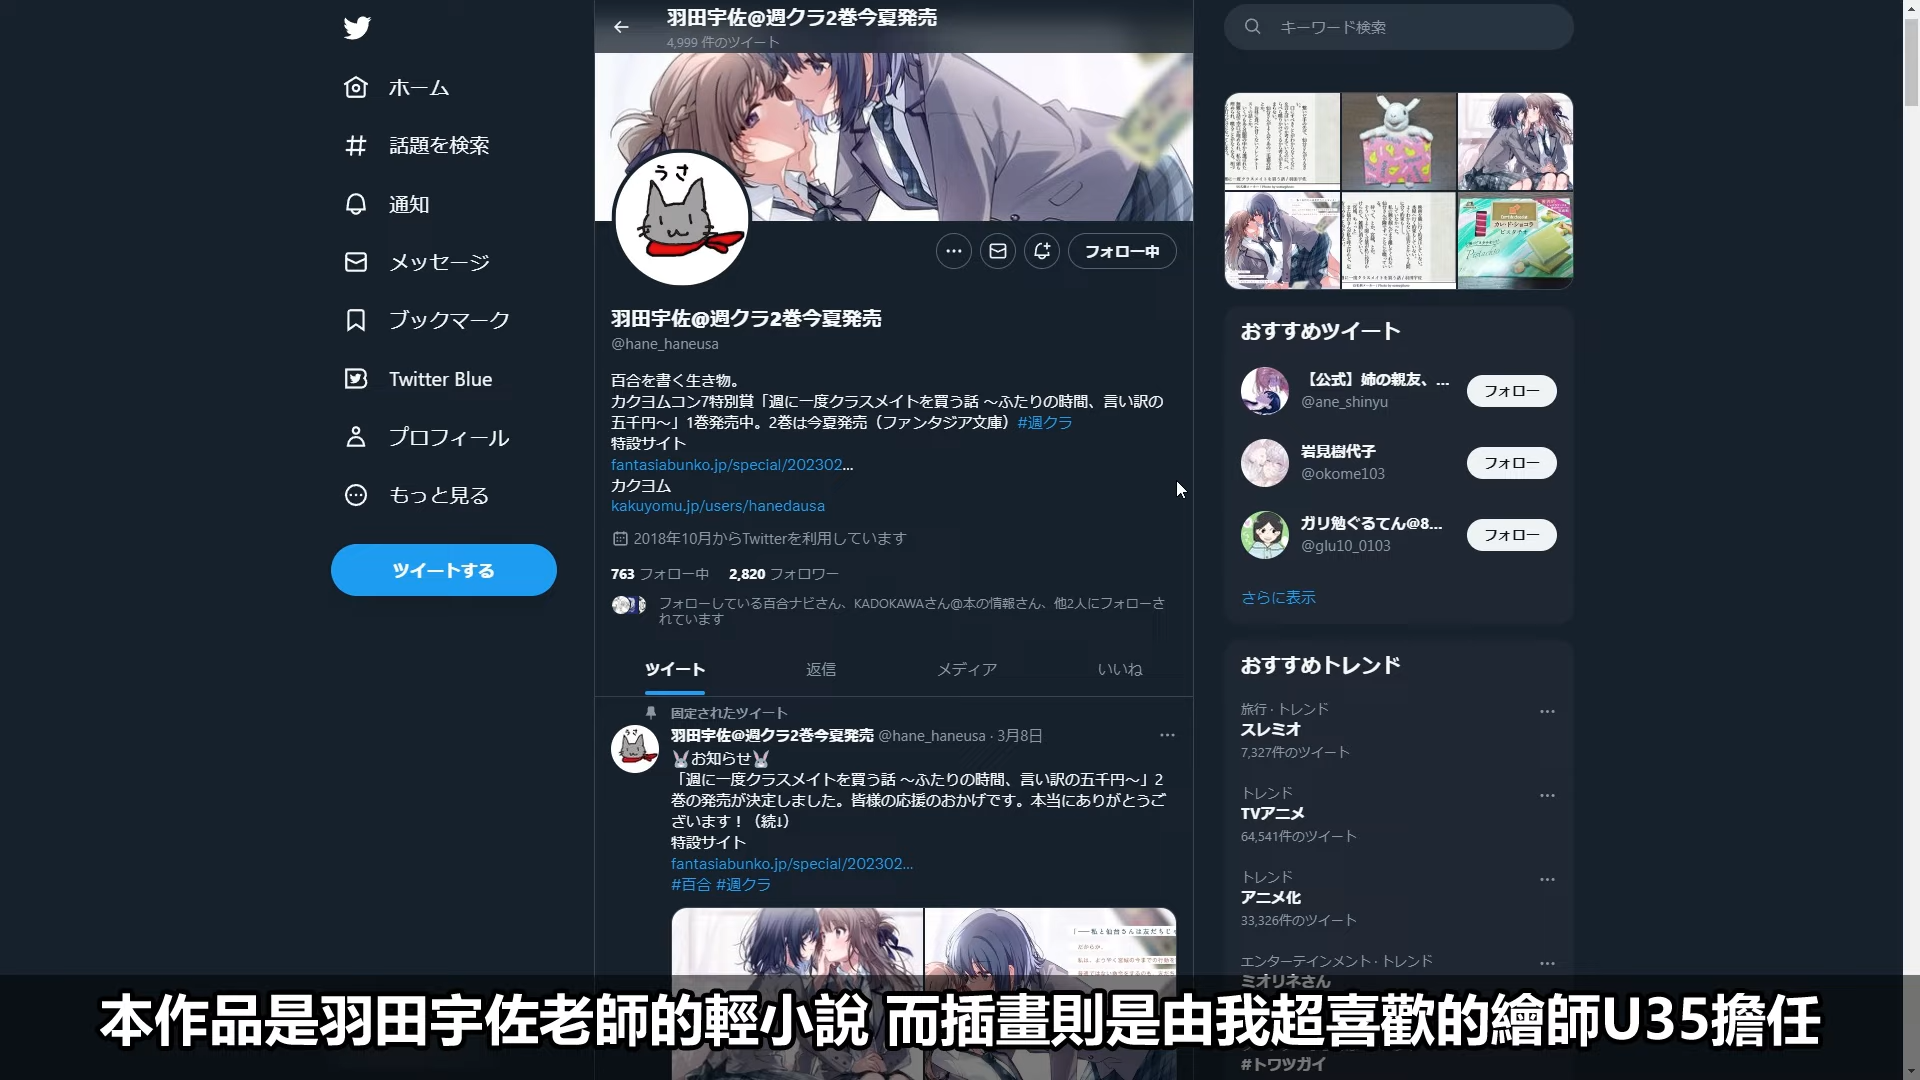 ホーム
話題を検索
通知
メッセージ
ブックマーク
Twitter Blue
プロフィール
もっと見る
ツイートする
羽田宇佐@週クラ2巻今夏発売
4,999 件のツイート
うさ
フォロー中
羽田宇佐@週クラ2巻今夏発売
@hane_haneusa
百合を書く生き物。
カクヨムコン7特別賞「週に一度クラスメイトを買う話 ～ふたりの時間、言い訳の
五千円～」1巻発売中。2巻は今夏発売（ファンタジア文庫）#週クラ
特設サイト
fantasiabunko.jp/special/202302…
カクヨム
kakuyomu.jp/users/hanedausa
2018年10月からTwitterを利用しています
763 フォロー中 2,820 フォロワー
フォローしている百合ナビさん、KADOKAWAさん@本の情報さん、他2人にフォローさ
れています
ツイート 返信 メディア いいね
固定されたツイート
羽田宇佐@週クラ2巻今夏発売 @hane_haneusa · 3月8日
🐰お知らせ🐰
「週に一度クラスメイトを買う話 ～ふたりの時間、言い訳の五千円～」2
巻の発売が決定しました。皆様の応援のおかげです。本当にありがとうご
ざいます！（続↓）
特設サイト
fantasiabunko.jp/special/202302…
#百合 #週クラ
キーワード検索
おすすめツイート
【公式】姉の親友、...
@ane_shinyu
フォロー
岩見樹代子
@okome103
フォロー
ガリ勉ぐるてん@8...
@glu10_0103
フォロー
さらに表示
おすすめトレンド
旅行 · トレンド
スレミオ
7,327件のツイート
トレンド
TVアニメ
64,541件のツイート
トレンド
アニメ化
33,326件のツイート
エンターテインメント · トレンド
ミオリネさん
#トワツガイ
本作品是羽田宇佐老師的輕小說 而插畫則是由我超喜歡的繪師U35擔任